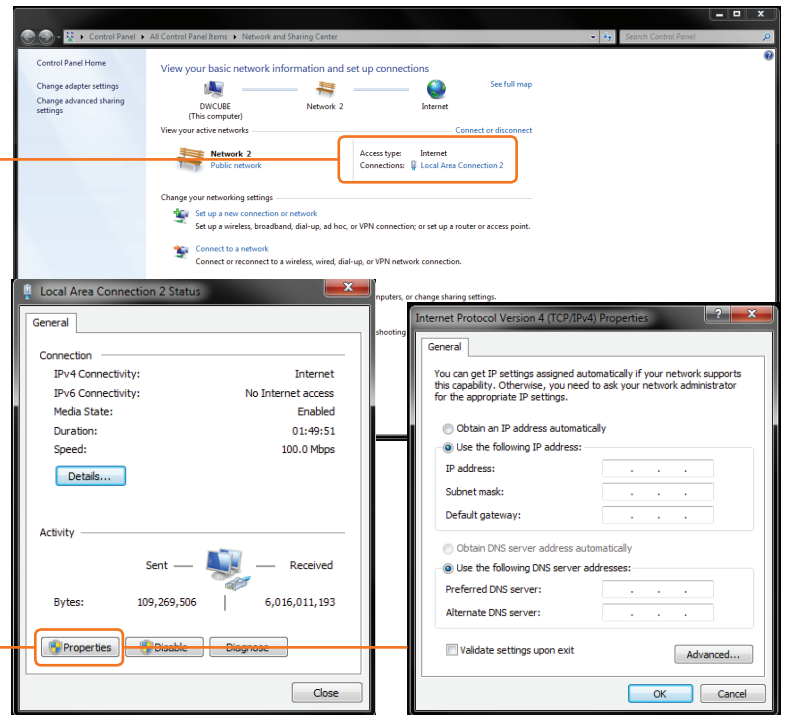 Control Panel ▸ All Control Panel Items ▸ Network and Sharing Center
Search Control Panel
Control Panel Home
Change adapter settings
Change advanced sharing
settings
View your basic network information and set up connections
See full map
DWCUBE
(This computer)
Network 2
Internet
View your active networks
Connect or disconnect
Network 2
Public network
Access type: Internet
Connections: Local Area Connection 2
Change your networking settings
Set up a new connection or network
Set up a wireless, broadband, dial-up, ad hoc, or VPN connection; or set up a router or access point.
Connect to a network
Connect or reconnect to a wireless, wired, dial-up, or VPN network connection.
mputers, or change sharing settings.
shooting
Local Area Connection 2 Status
General
Connection
IPv4 Connectivity: Internet
IPv6 Connectivity: No Internet access
Media State: Enabled
Duration: 01:49:51
Speed: 100.0 Mbps
Details...
Activity
Sent Received
Bytes: 109,269,506 6,016,011,193
Properties Disable Diagnose
Close
Internet Protocol Version 4 (TCP/IPv4) Properties
General
You can get IP settings assigned automatically if your network supports
this capability. Otherwise, you need to ask your network administrator
for the appropriate IP settings.
Obtain an IP address automatically
Use the following IP address:
IP address: . . .
Subnet mask: . . .
Default gateway: . . .
Obtain DNS server address automatically
Use the following DNS server addresses:
Preferred DNS server: . . .
Alternate DNS server: . . .
Validate settings upon exit
Advanced...
OK Cancel